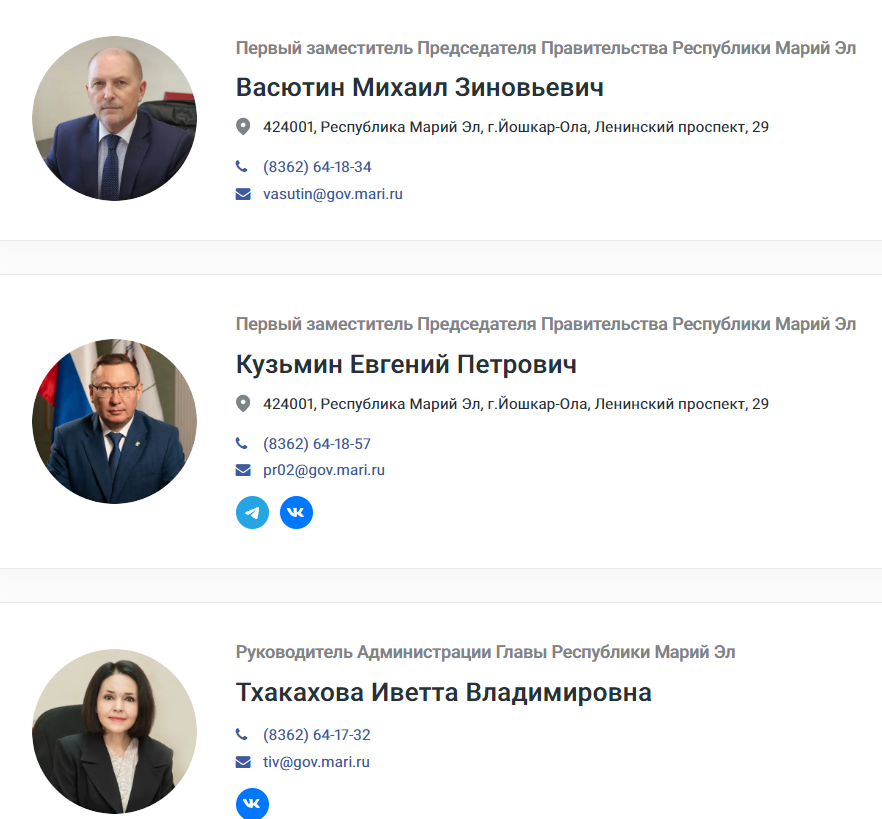 Первый заместитель Председателя Правительства Республики Марий Эл
Васютин Михаил Зиновьевич
424001, Республика Марий Эл, г.Йошкар-Ола, Ленинский проспект, 29
(8362) 64-18-34
vasutin@gov.mari.ru
Первый заместитель Председателя Правительства Республики Марий Эл
Кузьмин Евгений Петрович
424001, Республика Марий Эл, г.Йошкар-Ола, Ленинский проспект, 29
(8362) 64-18-57
pr02@gov.mari.ru
Руководитель Администрации Главы Республики Марий Эл
Тхакахова Иветта Владимировна
(8362) 64-17-32
tiv@gov.mari.ru